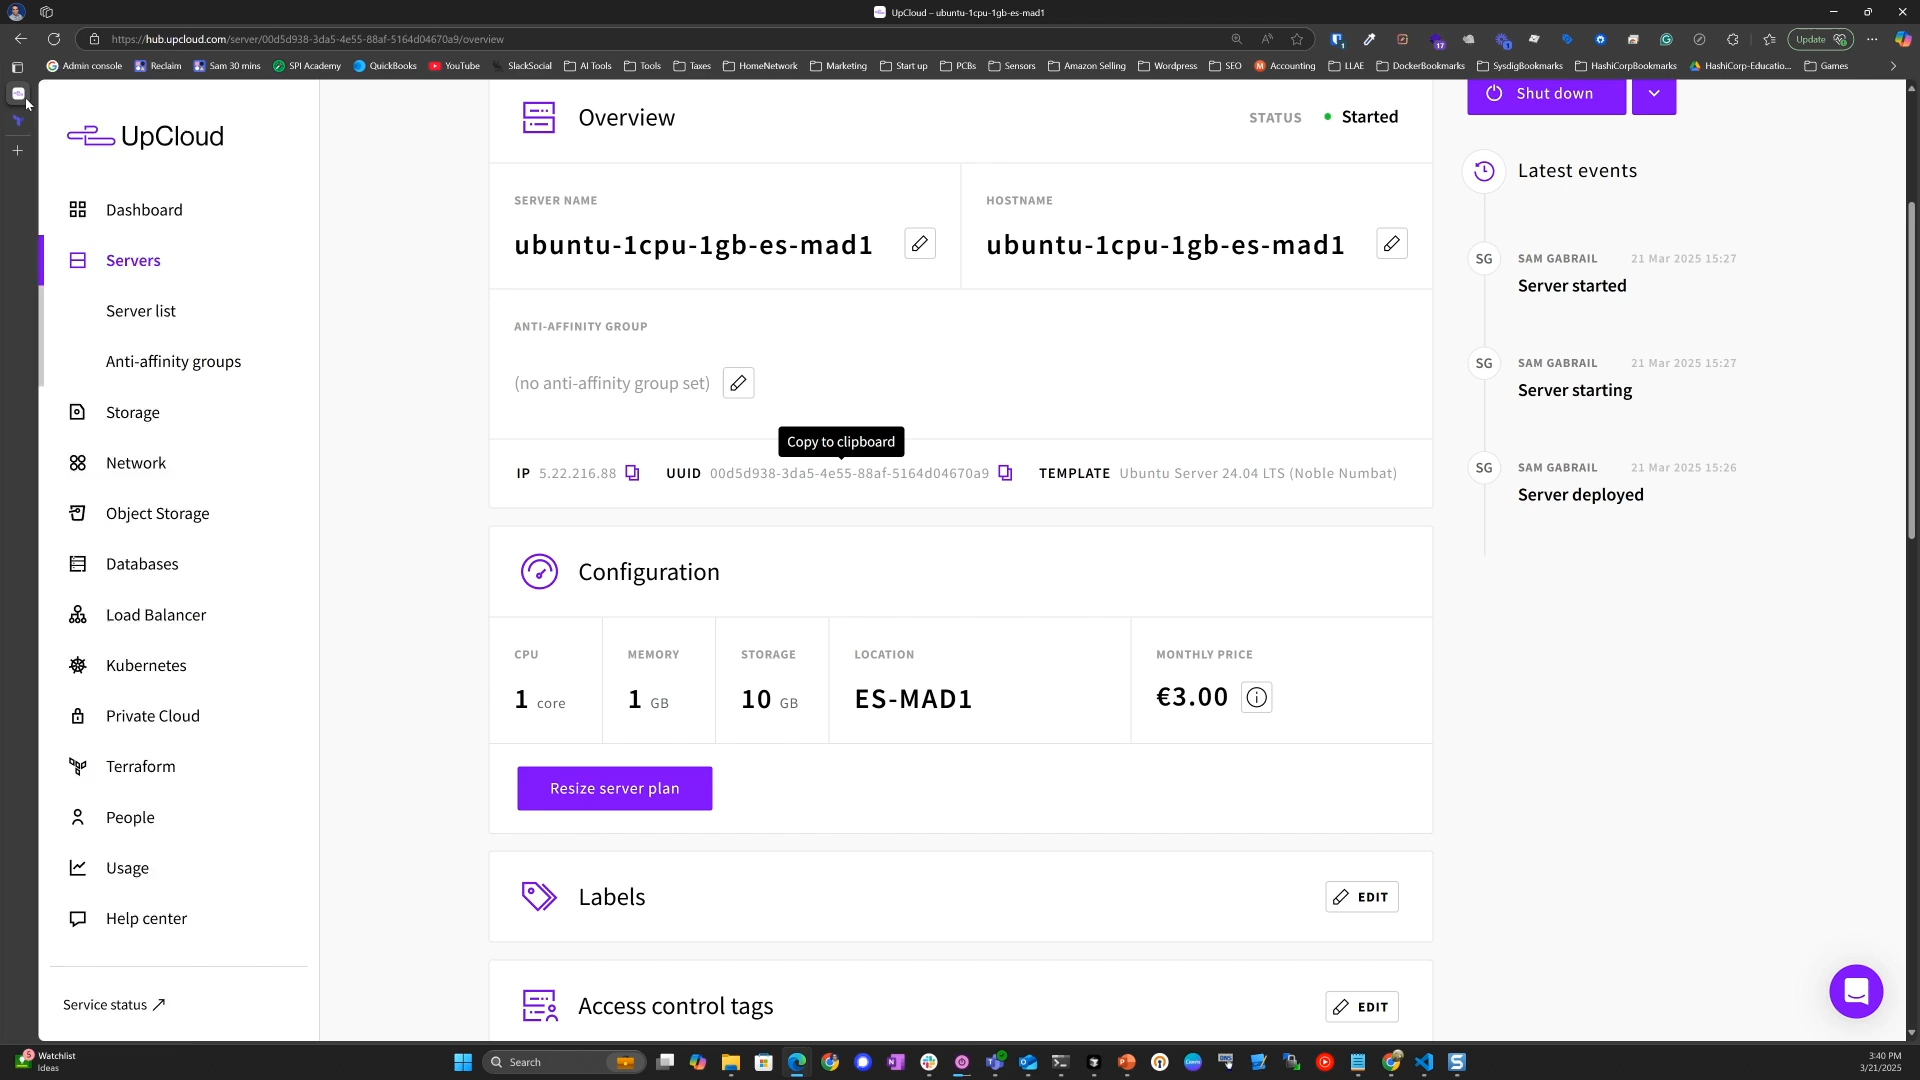 UpCloud – ubuntu-1cpu-1gb-es-mad1
https://hub.upcloud.com/server/00d5d938-3da5-4e55-88af-5164d04670a9/overview
Update
Admin console
Reclaim
Sam 30 mins
SPI Academy
QuickBooks
YouTube
SlackSocial
AI Tools
Tools
Taxes
HomeNetwork
Marketing
Start up
PCBs
Sensors
Amazon Selling
Wordpress
SEO
Accounting
LLAE
DockerBookmarks
SysdigBookmarks
HashiCorpBookmarks
HashiCorp-Educatio...
Games
UpCloud
Dashboard
Servers
Server list
Anti-affinity groups
Storage
Network
Object Storage
Databases
Load Balancer
Kubernetes
Private Cloud
Terraform
People
Usage
Help center
Service status
Overview
STATUS
Started
SERVER NAME
ubuntu-1cpu-1gb-es-mad1
HOSTNAME
ubuntu-1cpu-1gb-es-mad1
ANTI-AFFINITY GROUP
(no anti-affinity group set)
Copy to clipboard
IP 5.22.216.88
UUID 00d5d938-3da5-4e55-88af-5164d04670a9
TEMPLATE Ubuntu Server 24.04 LTS (Noble Numbat)
Configuration
CPU
1 core
MEMORY
1 GB
STORAGE
10 GB
LOCATION
ES-MAD1
MONTHLY PRICE
€3.00
Resize server plan
Labels
EDIT
Access control tags
EDIT
Shut down
Latest events
SG
SAM GABRAIL 21 Mar 2025 15:27
Server started
SG
SAM GABRAIL 21 Mar 2025 15:27
Server starting
SG
SAM GABRAIL 21 Mar 2025 15:26
Server deployed
Watchlist
Ideas
Search
3:40 PM
3/21/2025